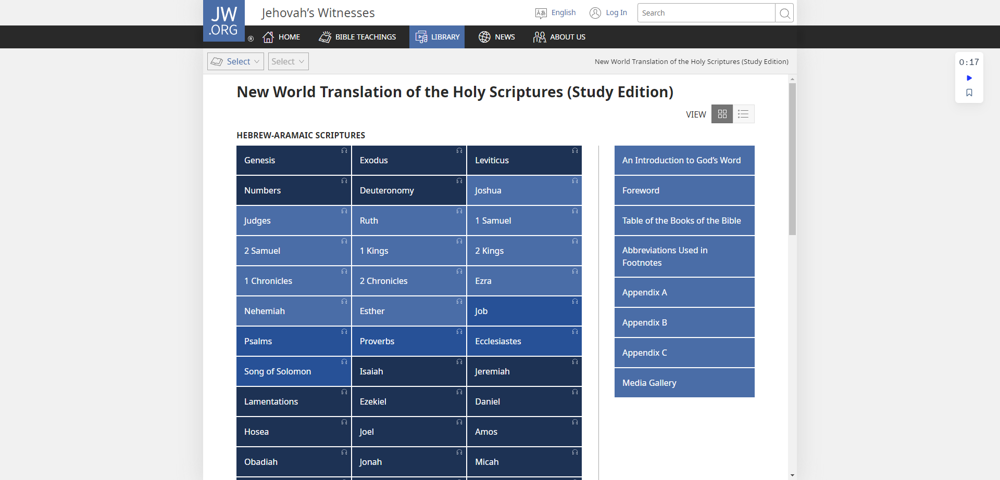 JW
.ORG
®
Jehovah’s Witnesses
English
Log In
Search
HOME
BIBLE TEACHINGS
LIBRARY
NEWS
ABOUT US
Select
Select
New World Translation of the Holy Scriptures (Study Edition)
0:17
New World Translation of the Holy Scriptures (Study Edition)
VIEW
HEBREW-ARAMAIC SCRIPTURES
Genesis
Exodus
Leviticus
Numbers
Deuteronomy
Joshua
Judges
Ruth
1 Samuel
2 Samuel
1 Kings
2 Kings
1 Chronicles
2 Chronicles
Ezra
Nehemiah
Esther
Job
Psalms
Proverbs
Ecclesiastes
Song of Solomon
Isaiah
Jeremiah
Lamentations
Ezekiel
Daniel
Hosea
Joel
Amos
Obadiah
Jonah
Micah
An Introduction to God’s Word
Foreword
Table of the Books of the Bible
Abbreviations Used in
Footnotes
Appendix A
Appendix B
Appendix C
Media Gallery